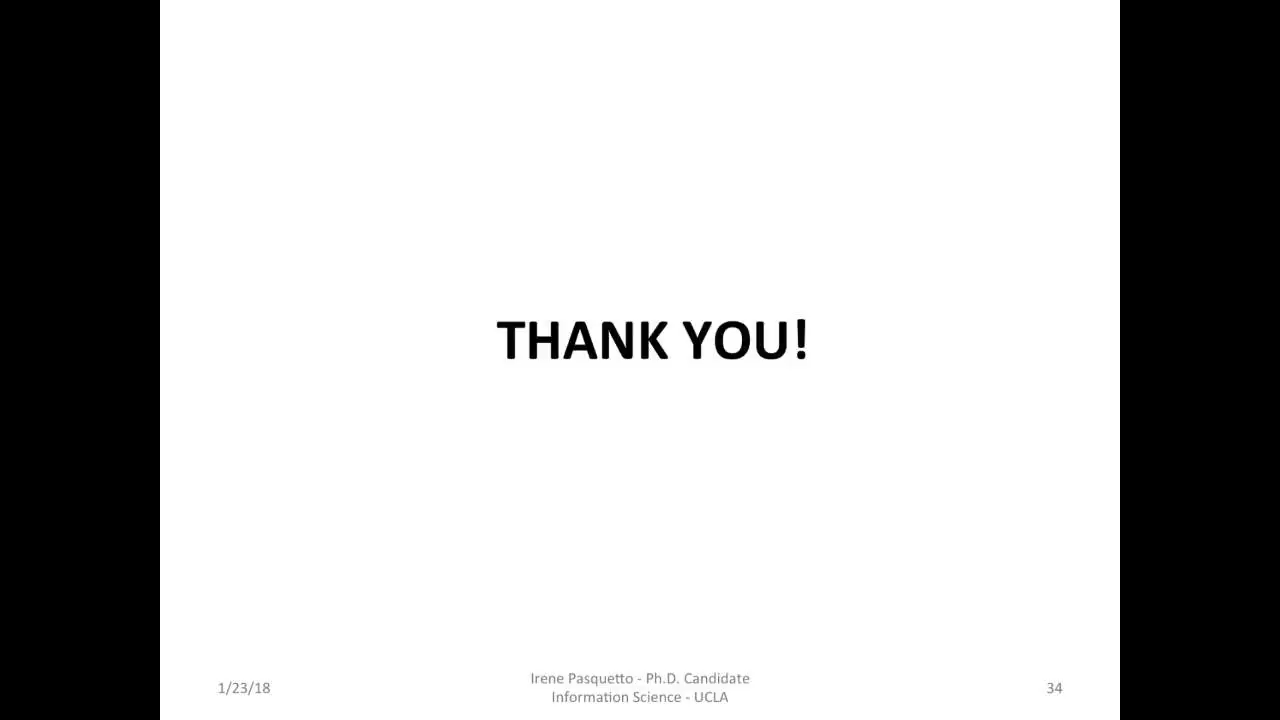 THANK YOU!
1/23/18
Irene Pasquetto - Ph.D. Candidate
Information Science - UCLA
34